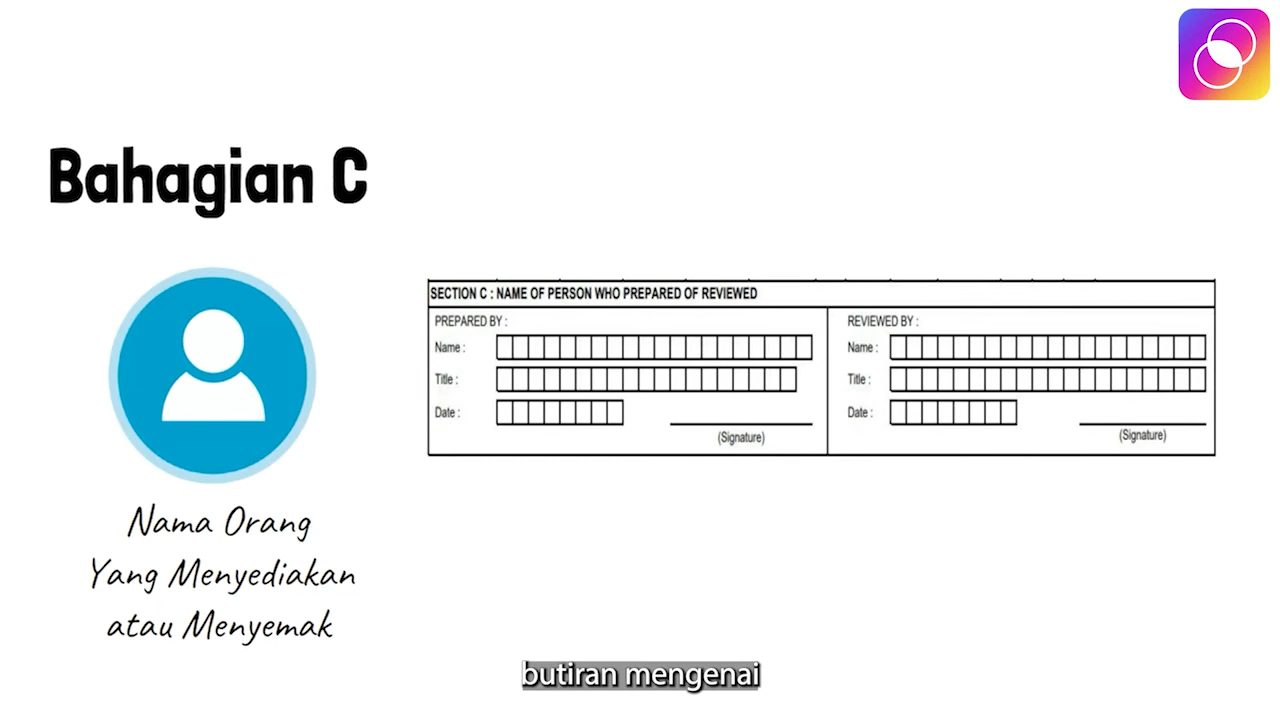 Bahagian C
Nama Orang
Yang Menyediakan
atau Menyemak
SECTION C : NAME OF PERSON WHO PREPARED OF REVIEWED
PREPARED BY :
Name :
Title :
Date :
(Signature)
REVIEWED BY :
Name :
Title :
Date :
(Signature)
butiran mengenai